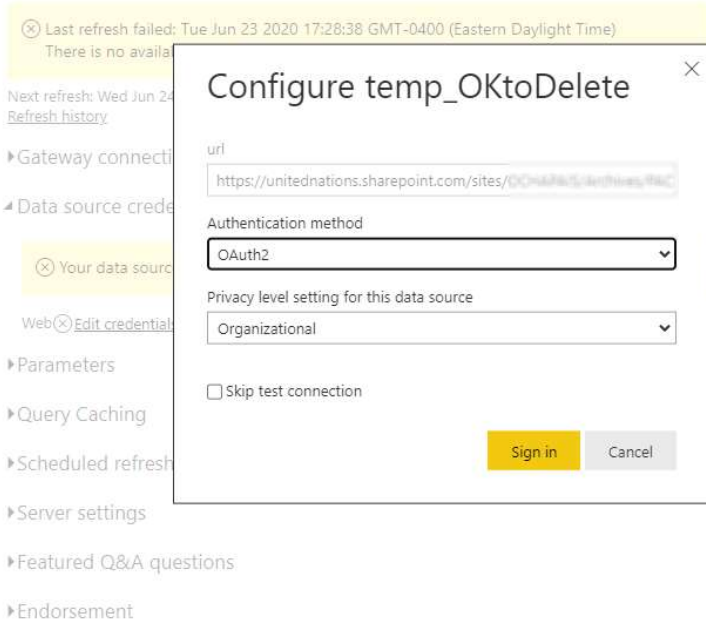 Last refresh failed: Tue Jun 23 2020 17:28:38 GMT-0400 (Eastern Daylight Time)
There is no availa
Next refresh: Wed Jun 24
Refresh history
Gateway connecti
Data source crede
Your data sourc
Web Edit credential
Parameters
Query Caching
Scheduled refresh
Server settings
Featured Q&A questions
Endorsement
Configure temp_OKtoDelete
url
https://unitednations.sharepoint.com/sites/
Authentication method
OAuth2
Privacy level setting for this data source
Organizational
Skip test connection
Sign in
Cancel